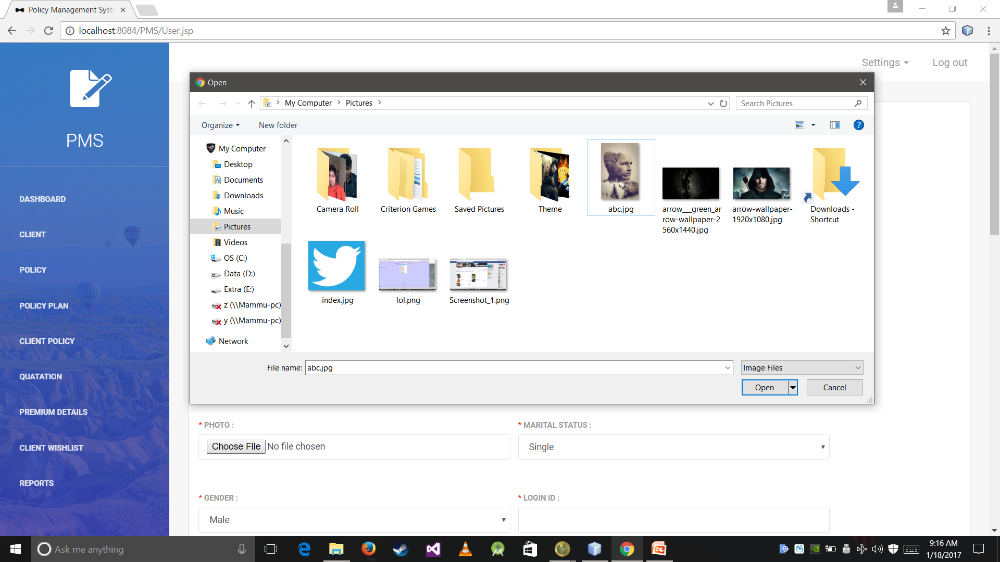 Policy Management Syste
localhost:8084/PMS/User.jsp
PMS
DASHBOARD
CLIENT
POLICY
POLICY PLAN
CLIENT POLICY
QUATATION
PREMIUM DETAILS
CLIENT WISHLIST
REPORTS
Settings
Log out
Open
My Computer
Pictures
Search Pictures
Organize
New folder
My Computer
Desktop
Documents
Downloads
Music
Pictures
Videos
OS (C:)
Data (D:)
Extra (E:)
z (\\Mammu-pc)
y (\\Mammu-pc)
Network
Camera Roll
Criterion Games
Saved Pictures
Theme
abc.jpg
arrow___green_ar
row-wallpaper-2
560x1440.jpg
arrow-wallpaper-
1920x1080.jpg
Downloads -
Shortcut
index.jpg
lol.png
Screenshot_1.png
File name:
abc.jpg
Image Files
Open
Cancel
* PHOTO :
Choose File No file chosen
* MARITAL STATUS :
Single
* GENDER :
Male
* LOGIN ID :
Ask me anything
9:16 AM
1/18/2017